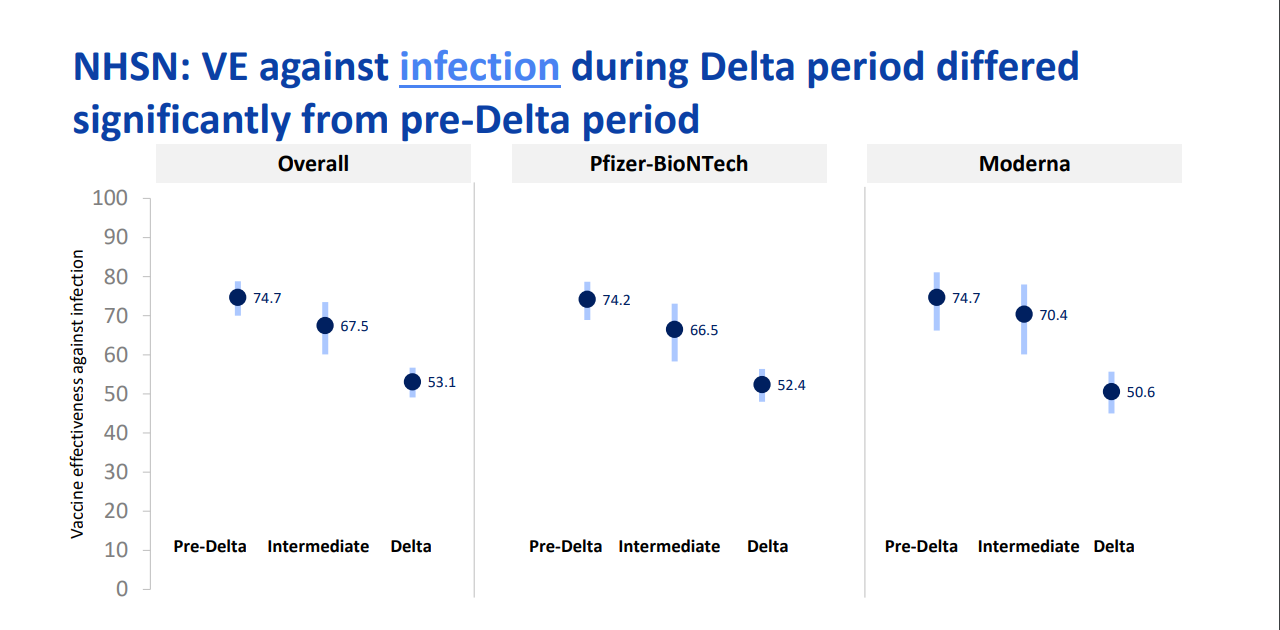 NHSN: VE against infection during Delta period differed
significantly from pre-Delta period
Overall
Pfizer-BioNTech
Moderna
Vaccine effectiveness against infection
100
90
80
70
60
50
40
30
20
10
0
74.7
67.5
53.1
74.2
66.5
52.4
74.7
70.4
50.6
Pre-Delta Intermediate Delta
Pre-Delta Intermediate Delta
Pre-Delta Intermediate Delta